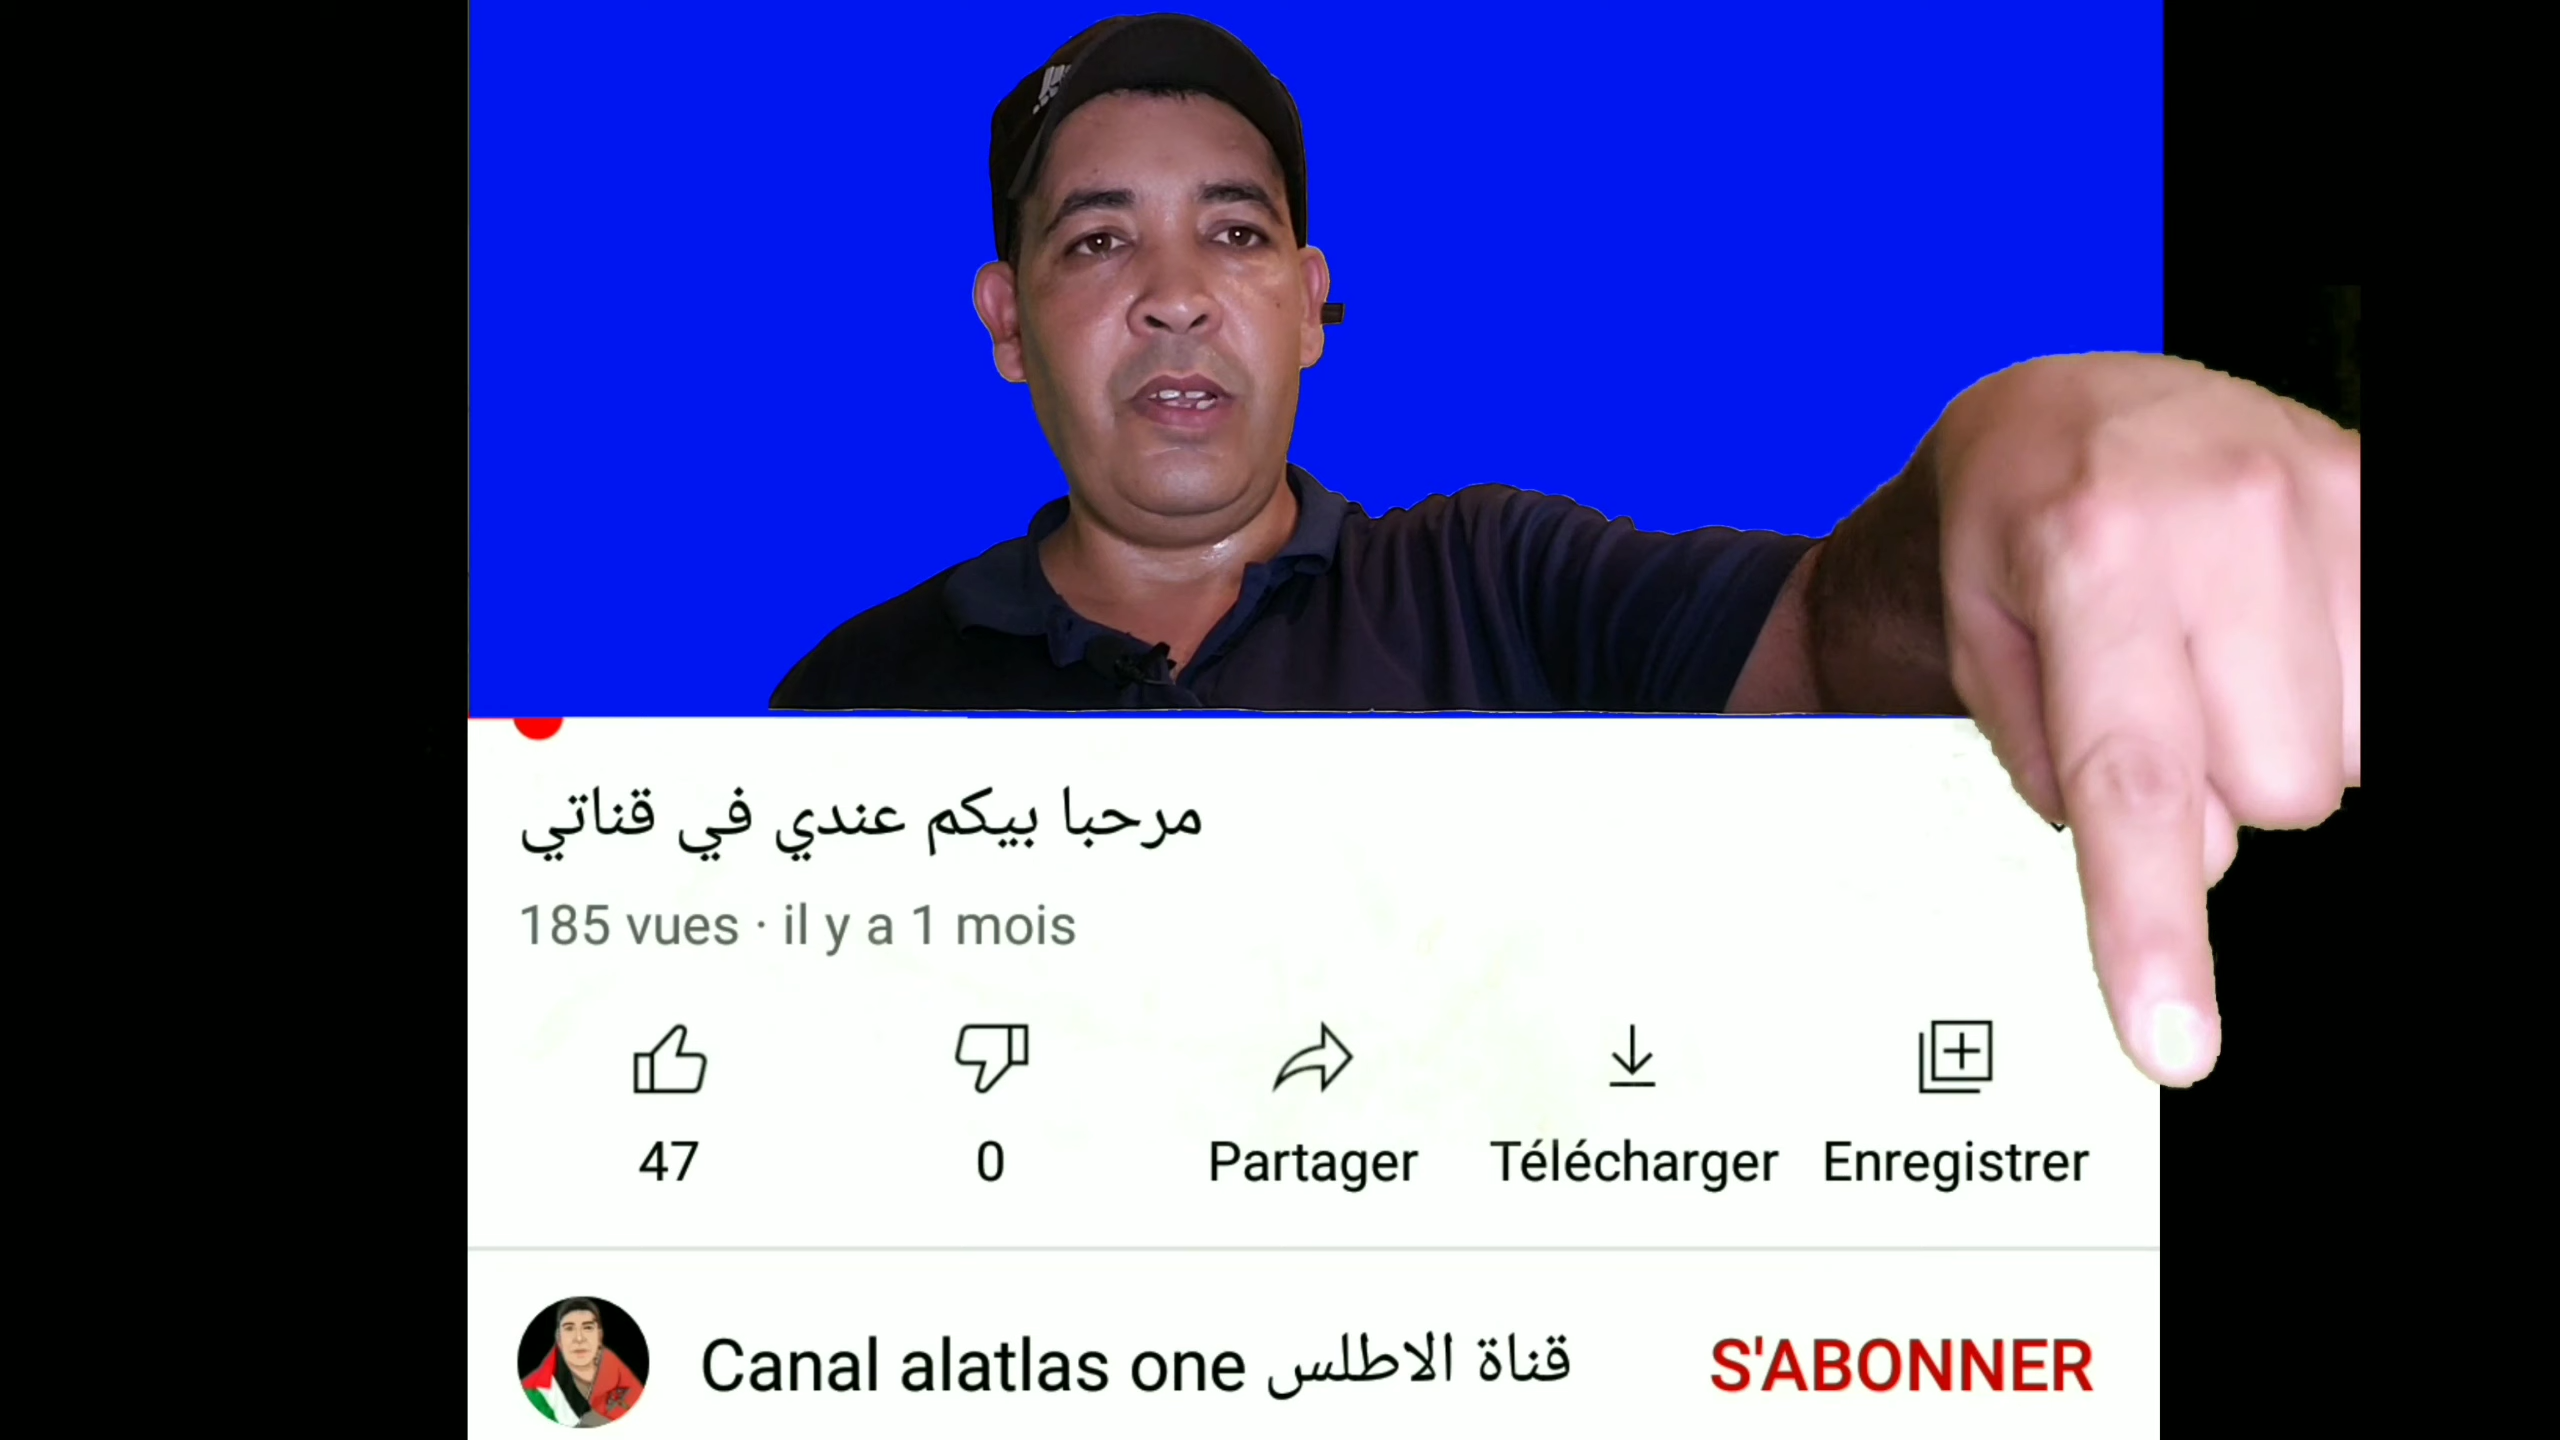 مرحبا بيكم عندي في قناتي
185 vues · il y a 1 mois
47 0 Partager Télécharger Enregistrer
Canal alatlas one قناة الاطلس S'ABONNER